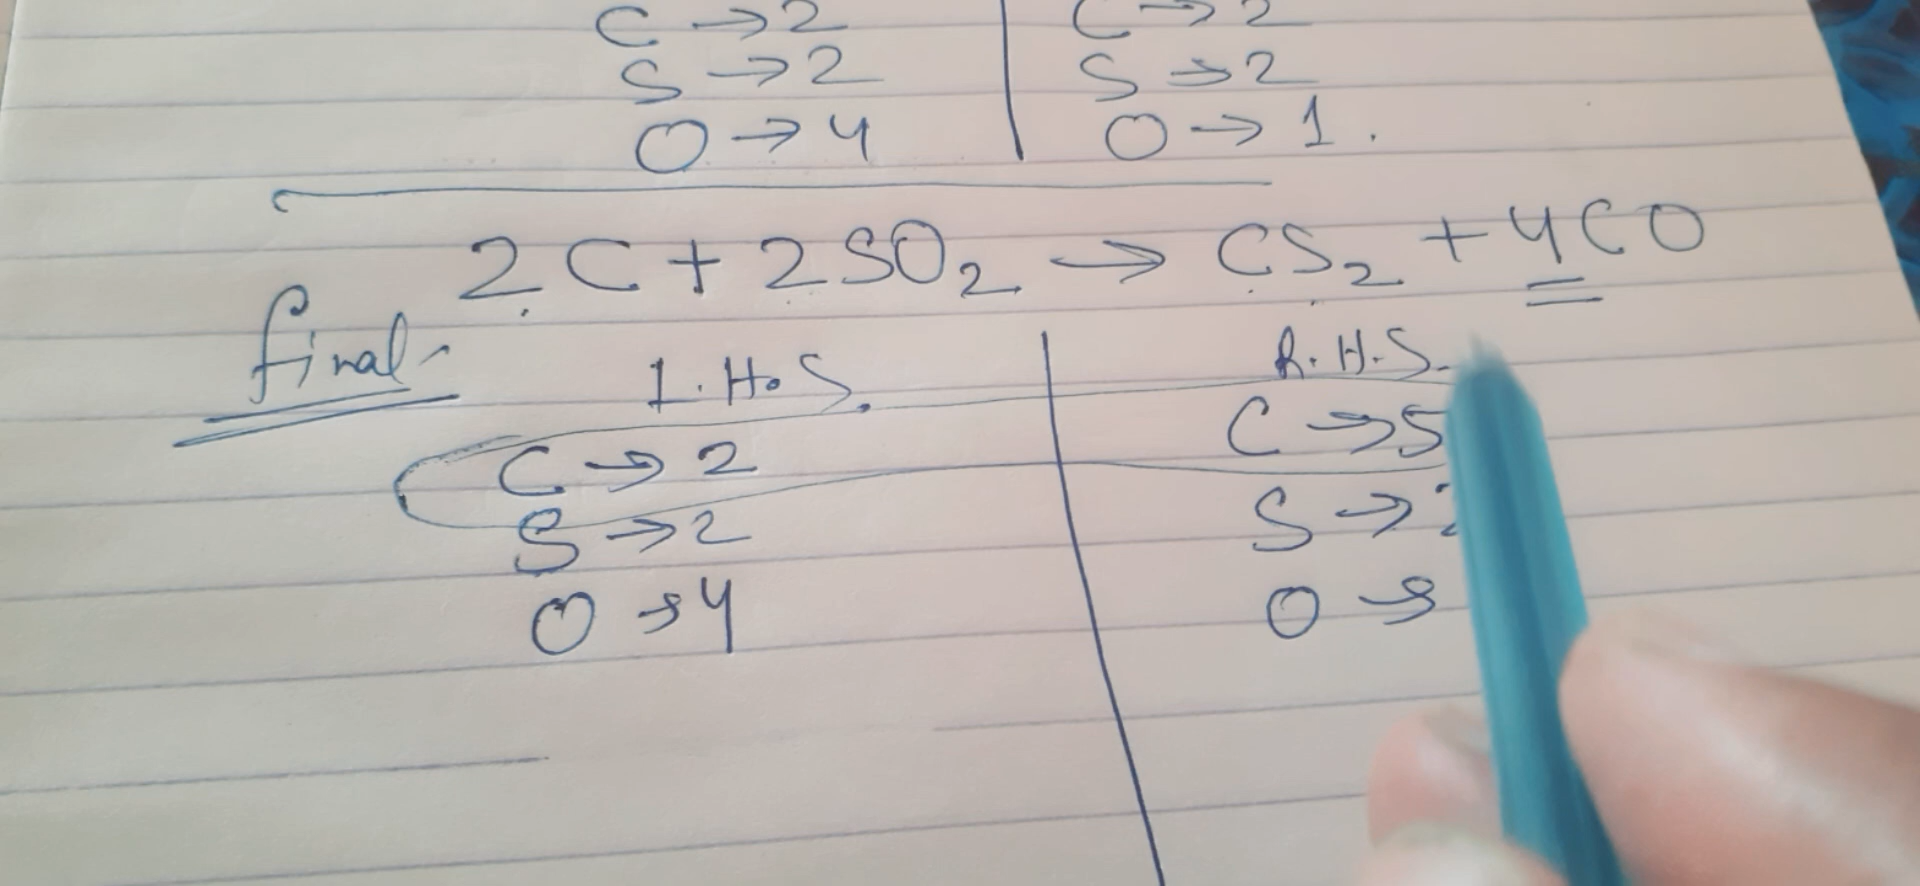 C → 2 C → 2
S → 2 S → 2
O → 4 O → 1.
2C + 2SO₂ → CS₂ + 4CO
final
L.H.S. R.H.S.
C → 2 C → 5
S → 2 S →
O → 4 O →